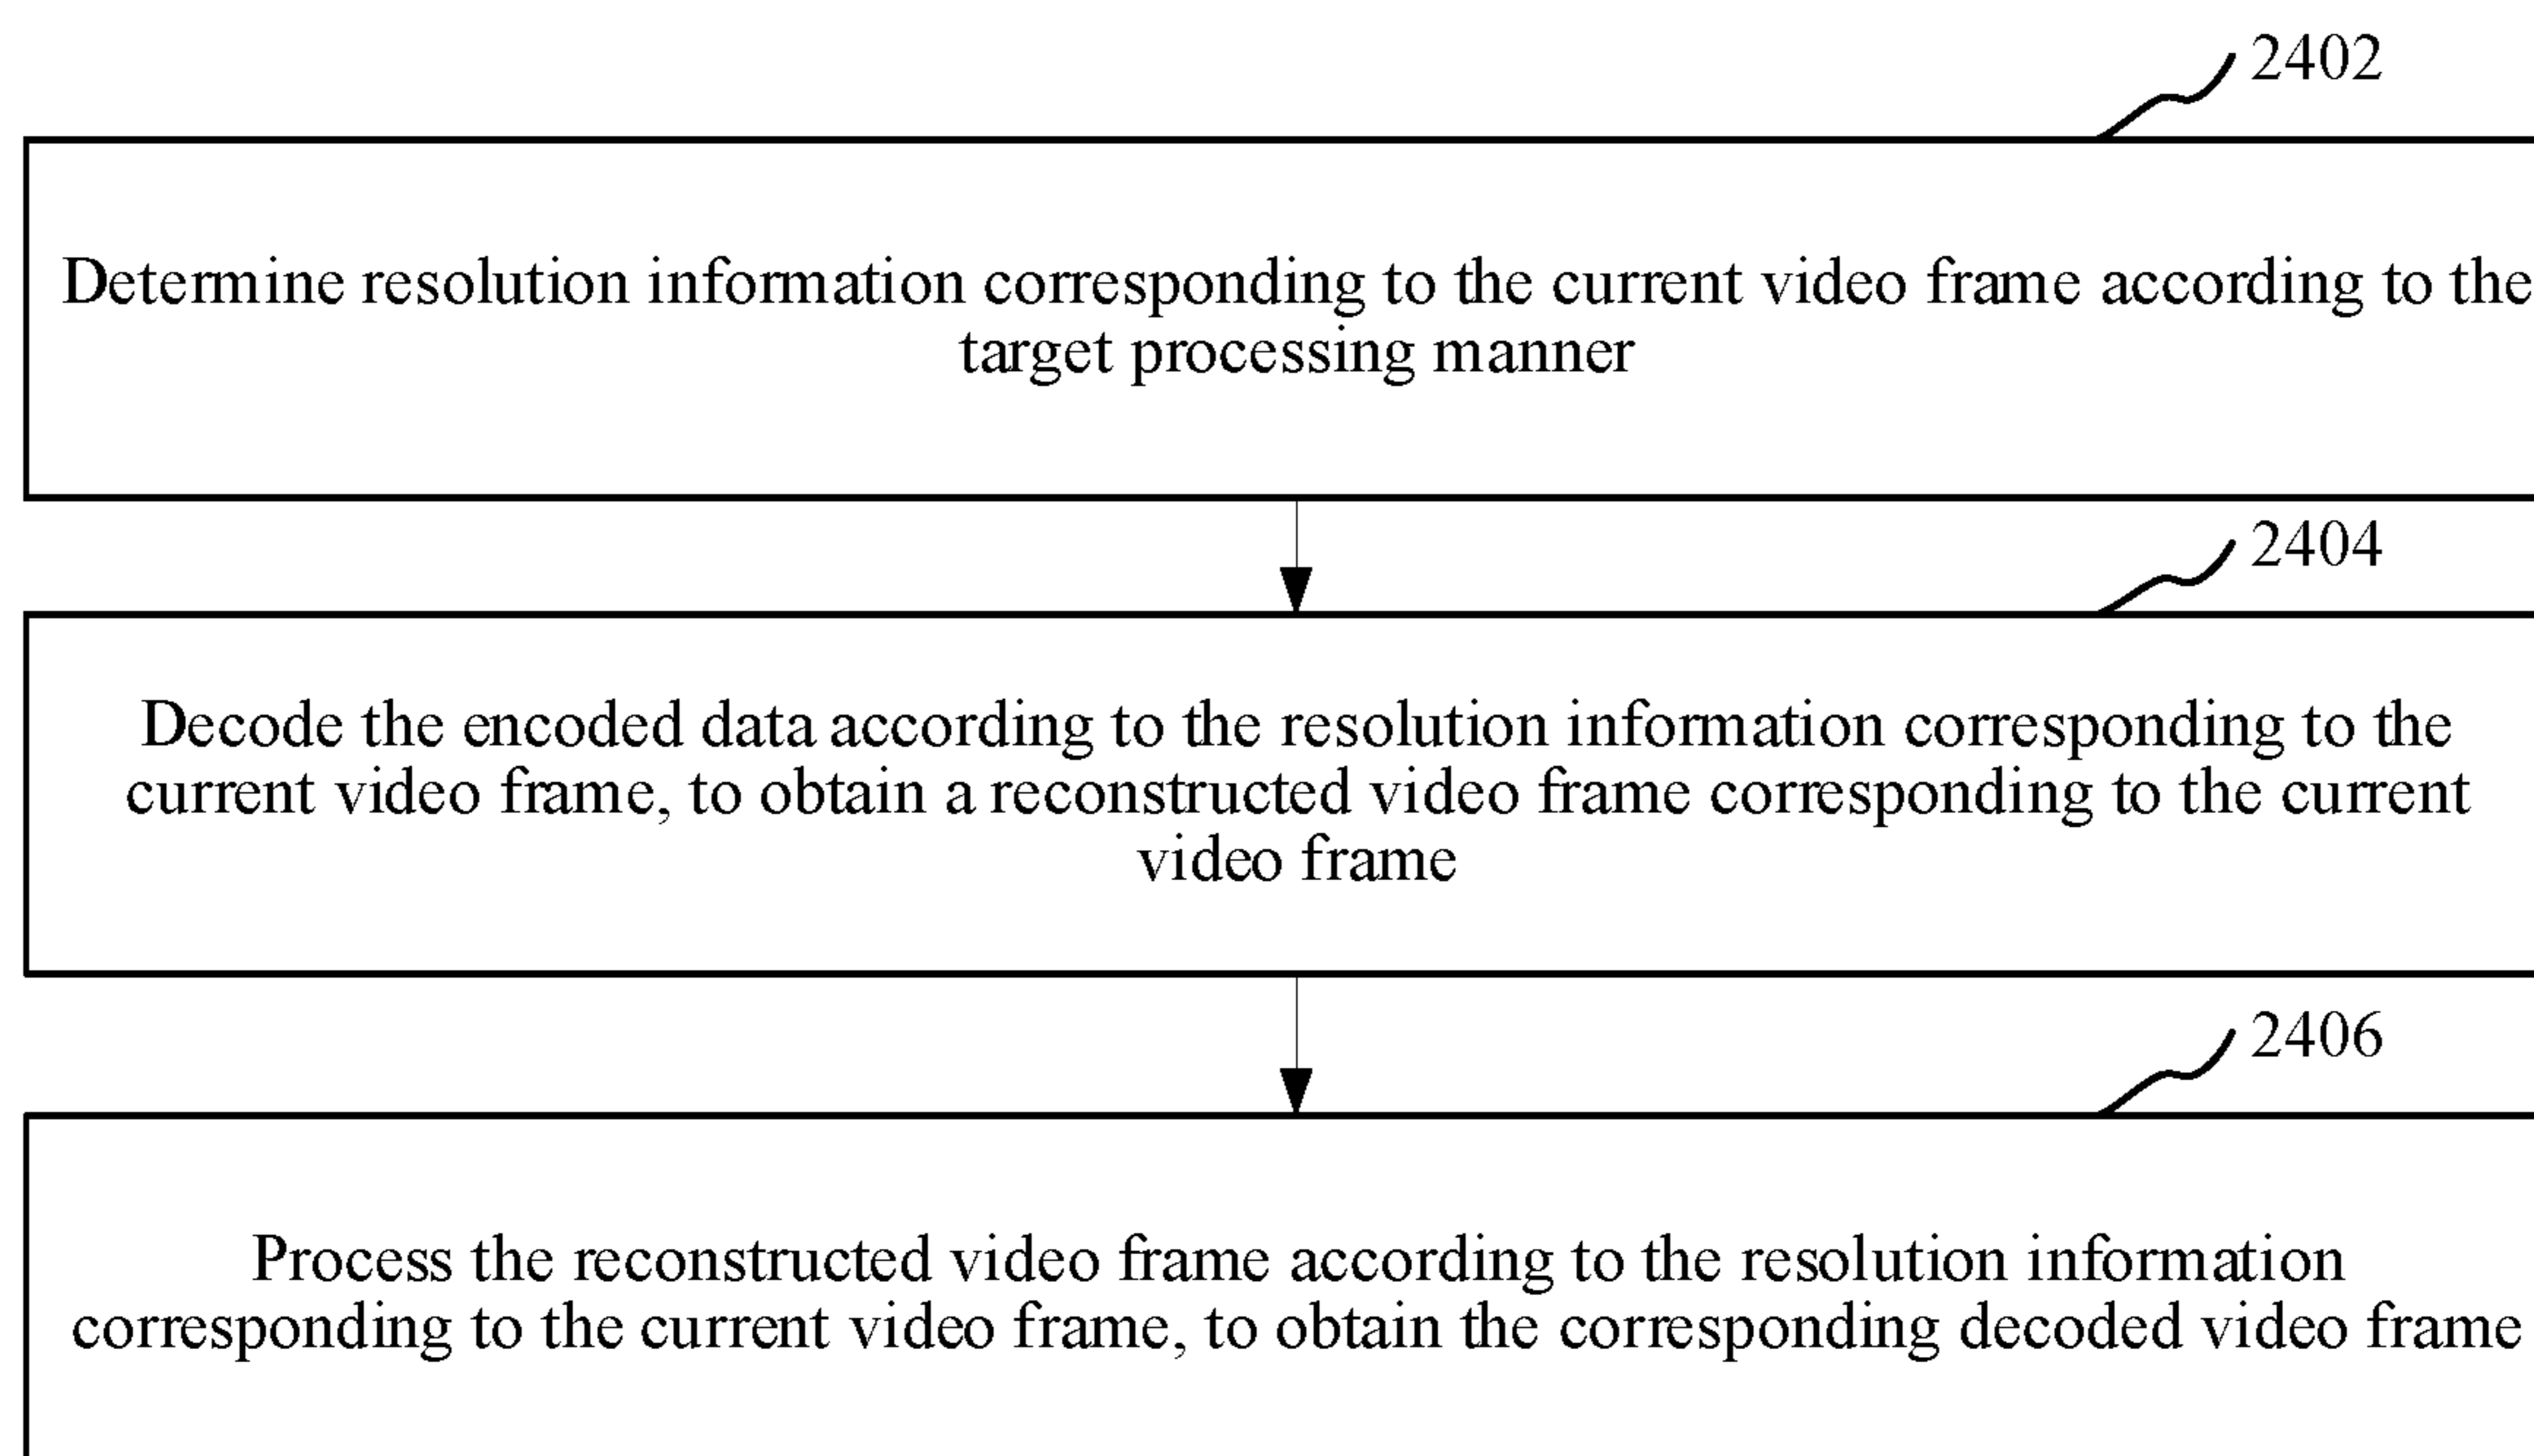 2402
Determine resolution information corresponding to the current video frame according to the
target processing manner
2404
Decode the encoded data according to the resolution information corresponding to the
current video frame, to obtain a reconstructed video frame corresponding to the current
video frame
2406
Process the reconstructed video frame according to the resolution information
corresponding to the current video frame, to obtain the corresponding decoded video frame